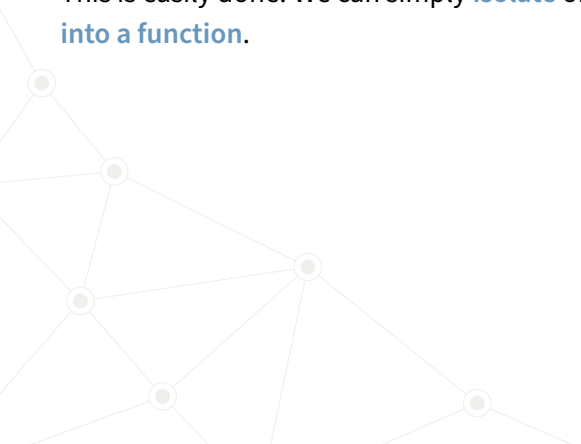 This is easily done. We can simply isolate
into a function.